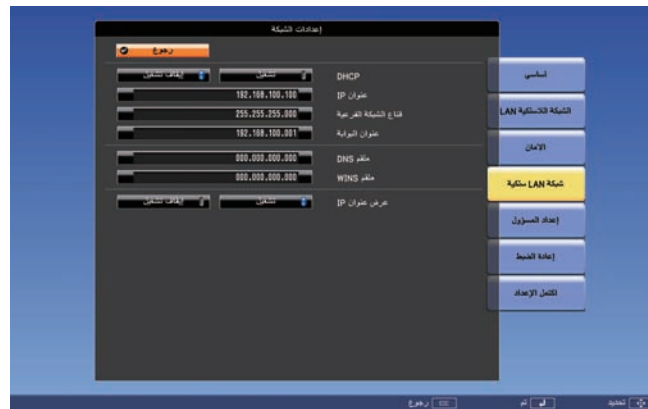 إعدادات الشبكة
رجوع
DHCP تشغيل إيقاف تشغيل
عنوان IP 192.168.100.100
قناع الشبكة الفرعية 255.255.255.000
عنوان البوابة 192.168.100.001
ملقم DNS 000.000.000.000
ملقم WINS 000.000.000.000
عرض عنوان IP تشغيل إيقاف تشغيل
أساسي
الشبكة اللاسلكية LAN
الأمان
شبكة LAN سلكية
إعداد المسؤول
إعادة الضبط
اكتمل الإعداد
تحديد تم رجوع